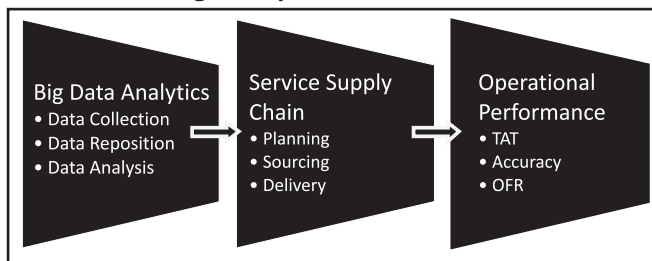 Big Data Analytics
• Data Collection
• Data Reposition
• Data Analysis
Service Supply
Chain
• Planning
• Sourcing
• Delivery
Operational
Performance
• TAT
• Accuracy
• OFR